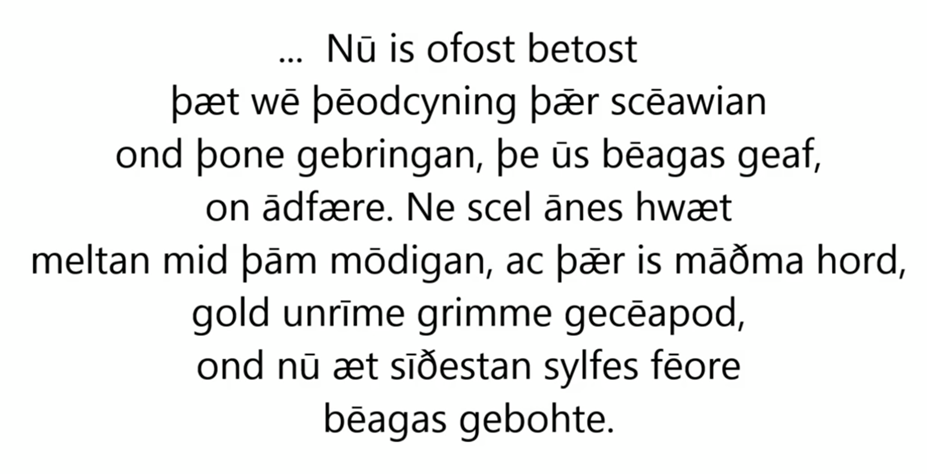 ... Nū is ofost betost
þæt wē þēodcyning þǣr scēawian
ond þone gebringan, þe ūs bēagas geaf,
on ādfære. Ne scel ānes hwæt
meltan mid þām mōdigan, ac þǣr is māðma hord,
gold unrīme grimme gecēapod,
ond nū æt sīðestan sylfes fēore
bēagas gebohte.